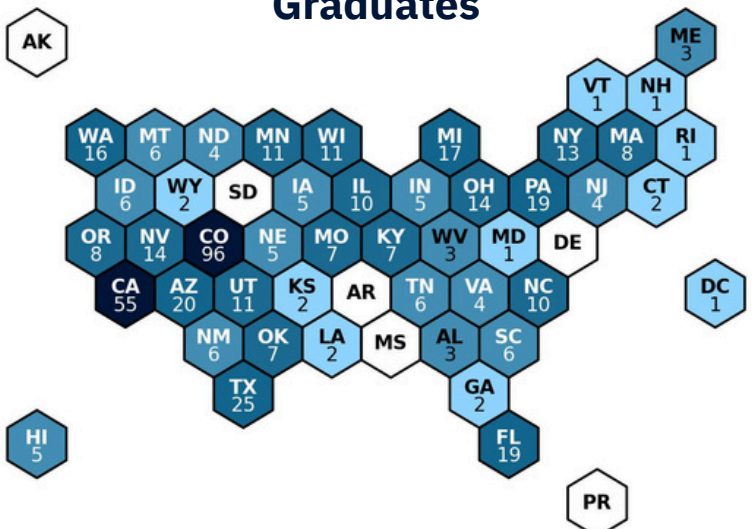 Graduates
AK
ME
3
VT
1
NH
1
WA
16
MT
6
ND
4
MN
11
WI
11
MI
17
NY
13
MA
8
RI
1
ID
6
WY
2
SD
IA
5
IL
10
IN
5
OH
14
PA
19
NJ
4
CT
2
OR
8
NV
14
CO
96
NE
5
MO
7
KY
7
WV
3
MD
1
DE
CA
55
AZ
20
UT
11
KS
2
AR
TN
6
VA
4
NC
10
DC
1
NM
6
OK
7
LA
2
MS
AL
3
SC
6
TX
25
GA
2
HI
5
FL
19
PR